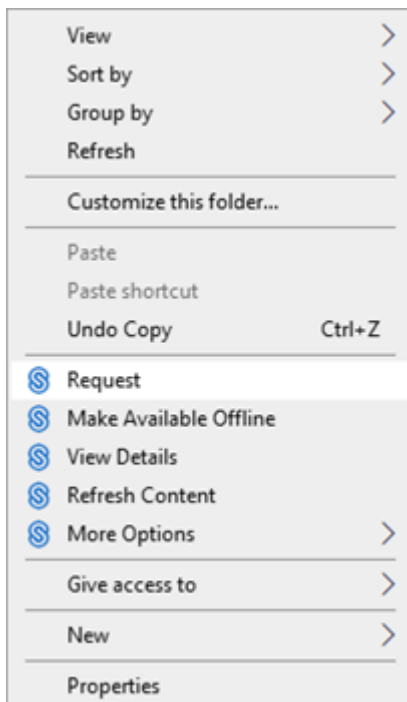 View
Sort by
Group by
Refresh
Customize this folder...
Paste
Paste shortcut
Undo Copy Ctrl+Z
Request
Make Available Offline
View Details
Refresh Content
More Options
Give access to
New
Properties